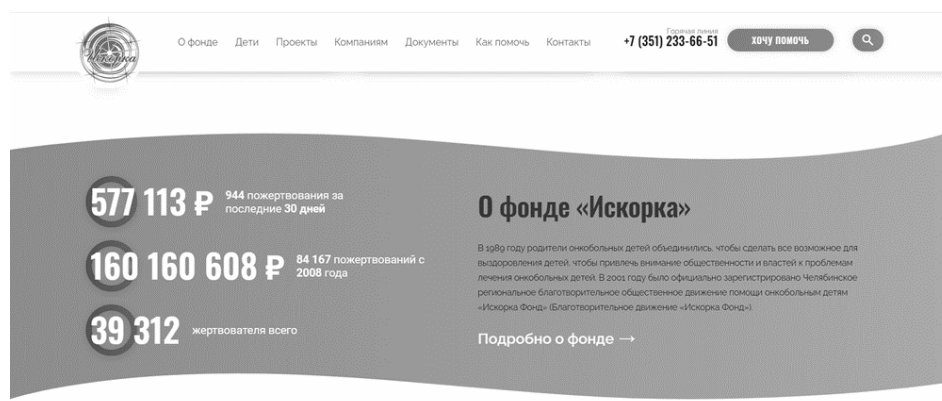 Искорка
О фонде Дети Проекты Компаниям Документы Как помочь Контакты
Горячая линия
+7 (351) 233-66-51
ХОЧУ ПОМОЧЬ
577 113 ₽
944 пожертвования за
последние 30 дней
160 160 608 ₽
84 167 пожертвований с
2008 года
39 312
жертвователя всего
О фонде «Искорка»
В 1989 году родители онкобольных детей объединились, чтобы сделать все возможное для
выздоровления детей, чтобы привлечь внимание общественности и властей к проблемам
лечения онкобольных детей. В 2001 году было официально зарегистрировано Челябинское
региональное благотворительное общественное движение помощи онкобольным детям
«Искорка Фонд» (Благотворительное движение «Искорка Фонд»).
Подробно о фонде →